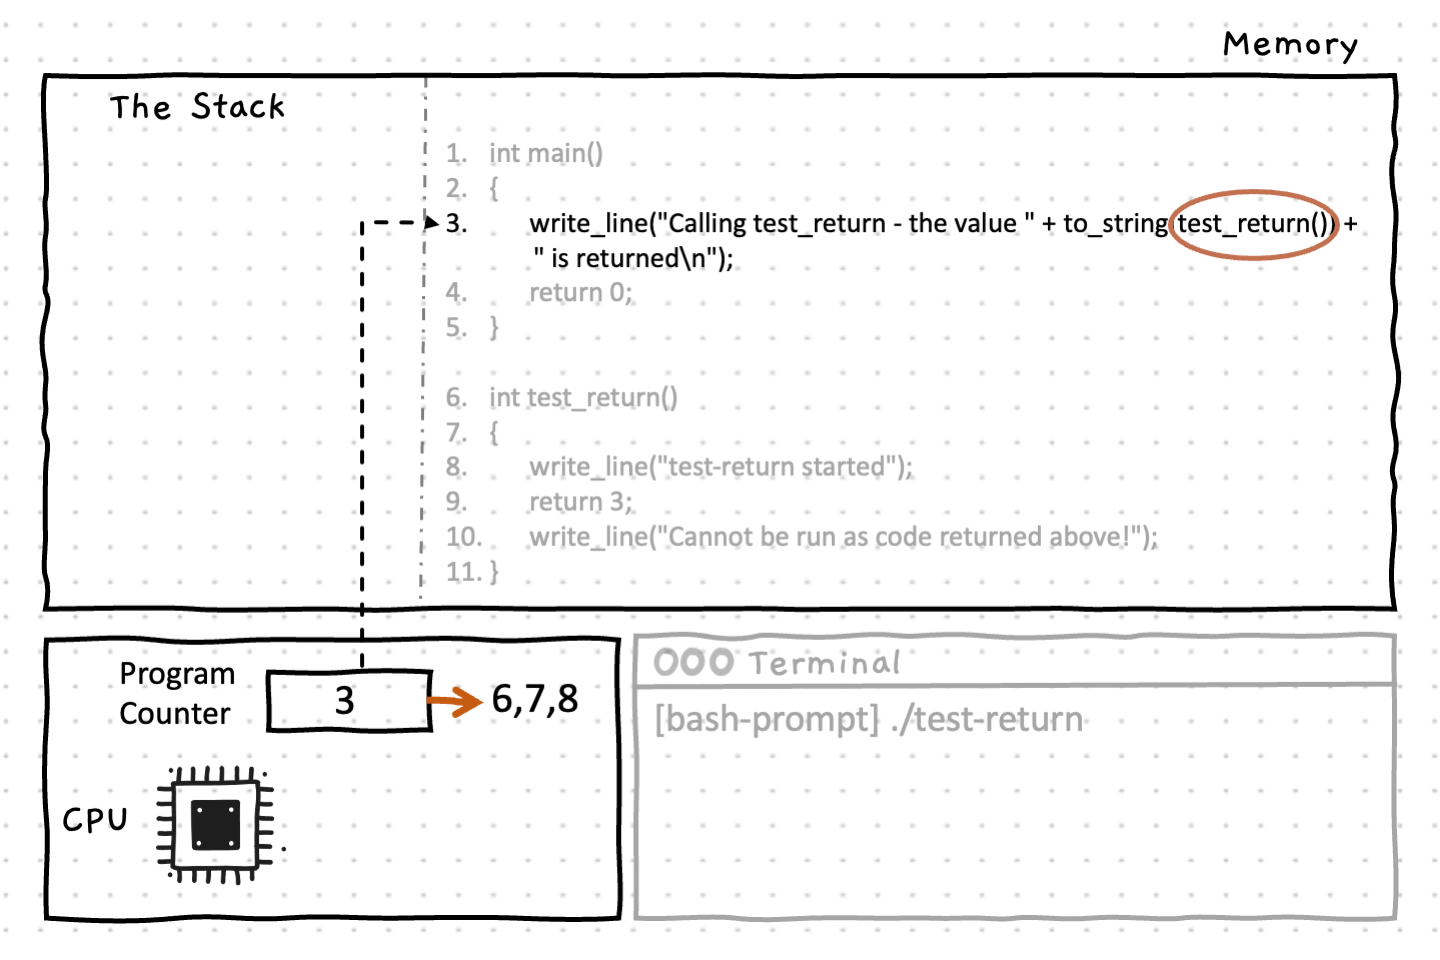 Memory
The Stack
1. int main()
2. {
3. write_line("Calling test_return - the value " + to_string(test_return()) +
" is returned\n");
4. return 0;
5. }
6. int test_return()
7. {
8. write_line("test-return started");
9. return 3;
10. write_line("Cannot be run as code returned above!");
11. }
Program
Counter
3
6,7,8
CPU
Terminal
[bash-prompt] ./test-return